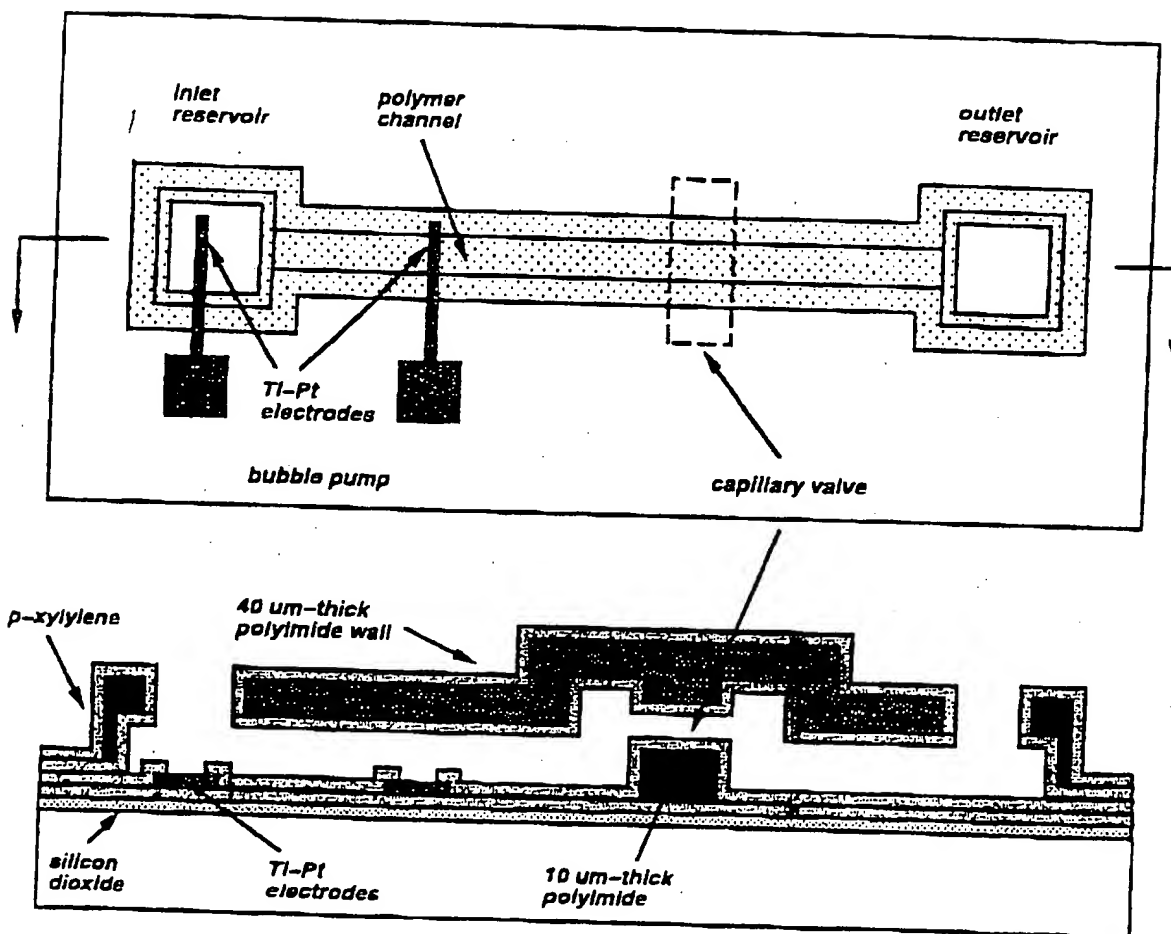 inlet
reservoir
polymer
channel
outlet
reservoir
Ti-Pt
electrodes
bubble pump
capillary valve
p-xylylene
40 um-thick
polyimide wall
silicon
dioxide
Ti-Pt
electrodes
10 um-thick
polyimide